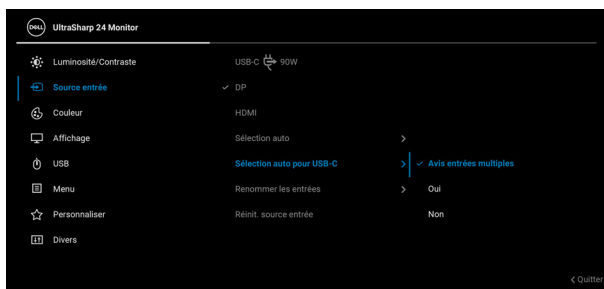 DELL UltraSharp 24 Monitor
Luminosité/Contraste
USB-C 90W
Source entrée
DP
Couleur
HDMI
Affichage
Sélection auto
USB
Sélection auto pour USB-C
Avis entrées multiples
Menu
Renommer les entrées
Oui
Personnaliser
Réinit. source entrée
Non
Divers
Quitter